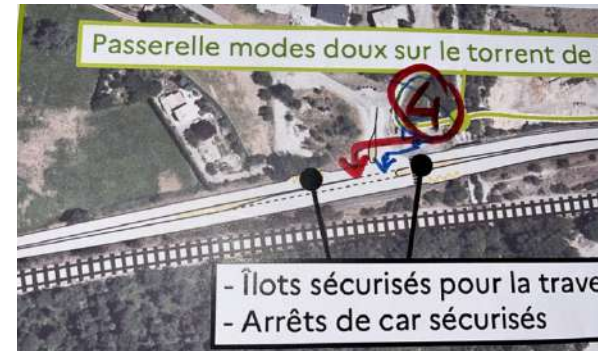 Passerelle modes doux sur le torrent de
4
- Îlots sécurisés pour la trave
- Arrêts de car sécurisés